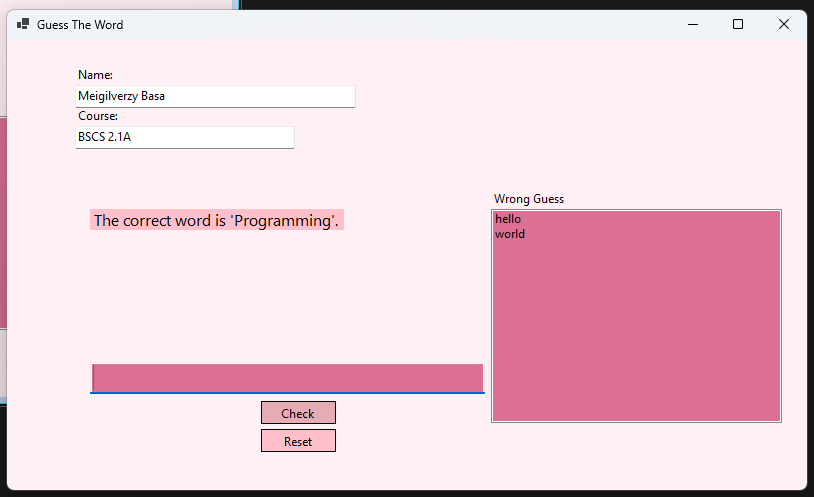 Guess The Word
Name:
Meigilverzy Basa
Course:
BSCS 2.1A
The correct word is 'Programming'.
Wrong Guess
hello
world
Check
Reset